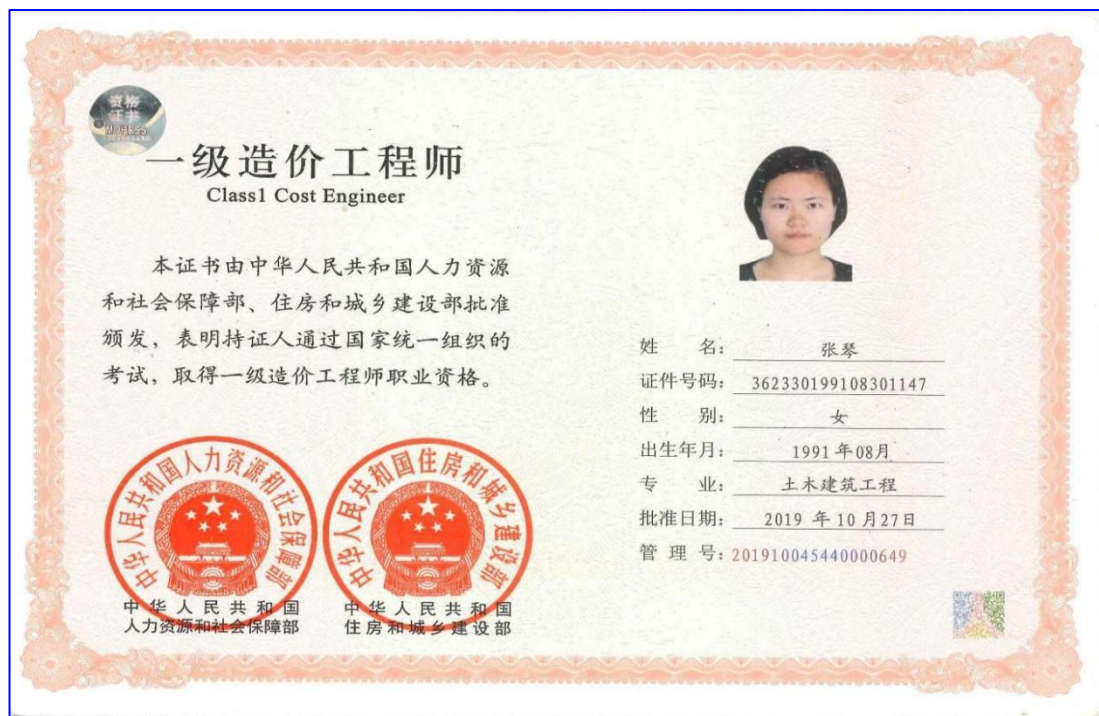 资格
证书
MOHRSS
一级造价工程师
Class1 Cost Engineer
本证书由中华人民共和国人力资源
和社会保障部、住房和城乡建设部批准
颁发，表明持证人通过国家统一组织的
考试，取得一级造价工程师职业资格。
中华人民共和国人力资源和社会保障部
中华人民共和国
人力资源和社会保障部
中华人民共和国住房和城乡建设部
中华人民共和国
住房和城乡建设部
姓 名： 张琴
证件号码： 362330199108301147
性 别： 女
出生年月： 1991年08月
专 业： 土木建筑工程
批准日期： 2019 年 10 月27日
管 理 号：201910045440000649